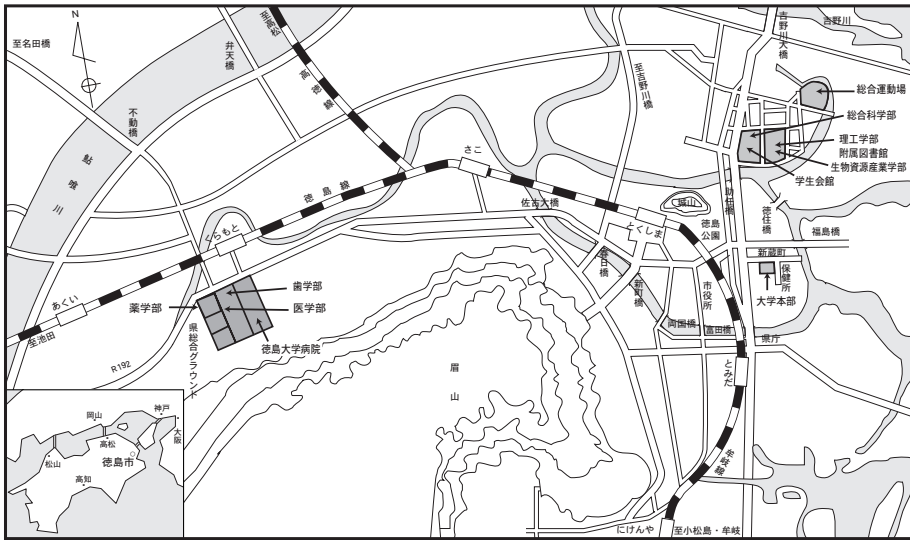 N
至名田橋
弁天橋
至高松
高徳線
至吉野川橋
吉野川大橋
吉野川
総合運動場
総合科学部
理工学部
附属図書館
生物資源産業学部
学生会館
不動橋
鮎喰川
徳島線
さこ
佐古大橋
城山
徳島公園
助任橋
徳住橋
福島橋
くらもと
とくしま
春日橋
新町橋
市役所
新蔵町
保健所
大学本部
あくい
至池田
薬学部
歯学部
医学部
徳島大学病院
両国橋
富田橋
県庁
県総合グラウンド
R192
眉山
とみだ
牟岐線
にけんや
至小松島・牟岐
岡山
神戸
大阪
高松
松山
徳島市
高知